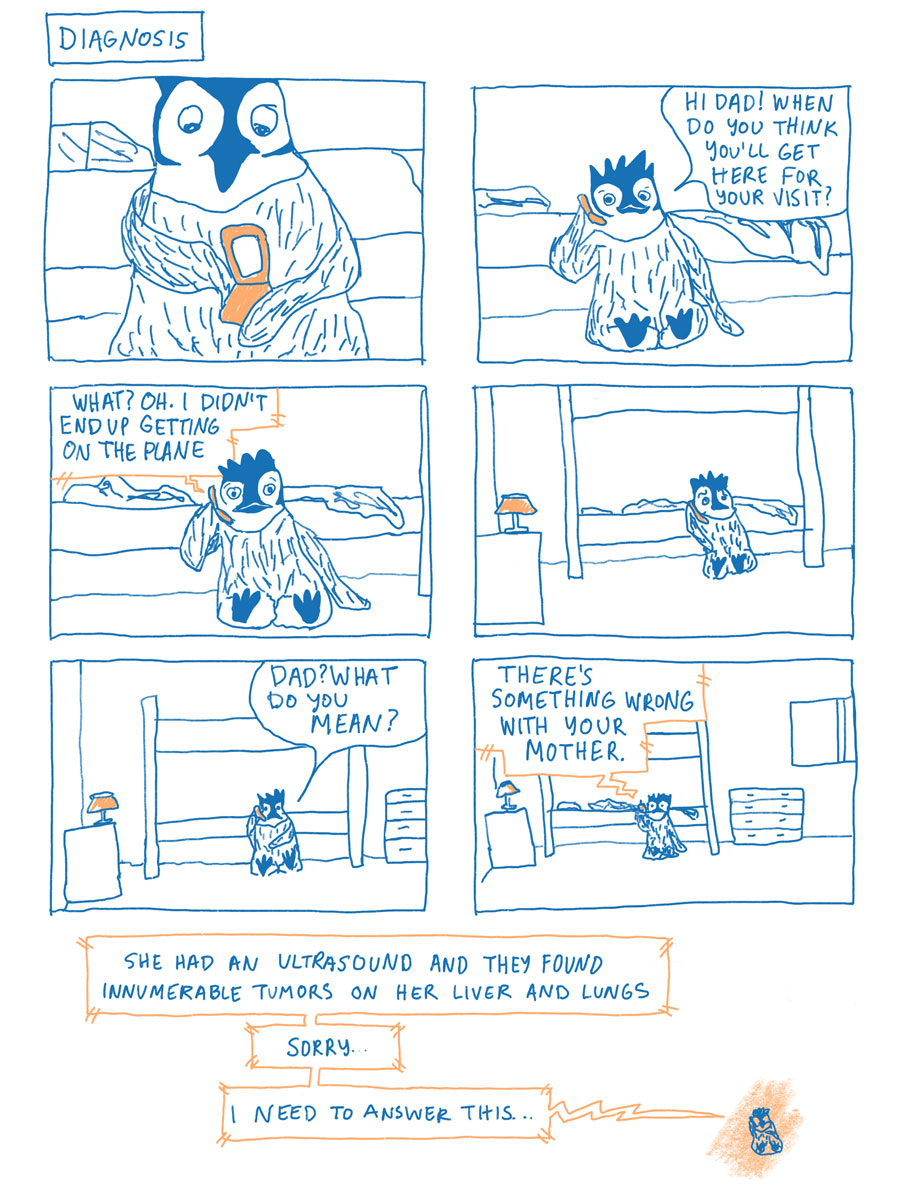 DIAGNOSIS
HI DAD! WHEN
DO YOU THINK
YOU'LL GET
HERE FOR
YOUR VISIT?
WHAT? OH. I DIDN'T
END UP GETTING
ON THE PLANE
DAD? WHAT
DO YOU
MEAN?
THERE'S
SOMETHING WRONG
WITH YOUR
MOTHER.
SHE HAD AN ULTRASOUND AND THEY FOUND
INNUMERABLE TUMORS ON HER LIVER AND LUNGS
SORRY...
I NEED TO ANSWER THIS...